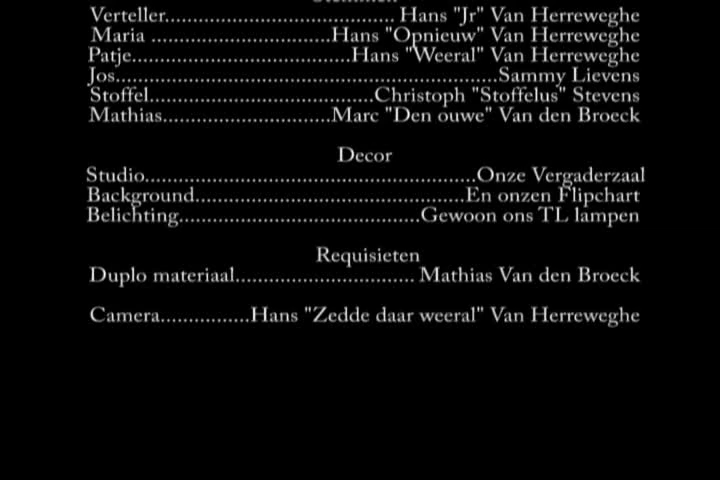 Verteller...................................... Hans "Jr" Van Herreweghe
Maria ..............................Hans "Opnieuw" Van Herreweghe
Patje....................................Hans "Weeral" Van Herreweghe
Jos...............................................................Sammy Lievens
Stoffel.....................................Christoph "Stoffelus" Stevens
Mathias............................Marc "Den ouwe" Van den Broeck
Decor
Studio.......................................................Onze Vergaderzaal
Background.............................................En onzen Flipchart
Belichting........................................Gewoon ons TL lampen
Requisieten
Duplo materiaal.............................. Mathias Van den Broeck
Camera...............Hans "Zedde daar weeral" Van Herreweghe